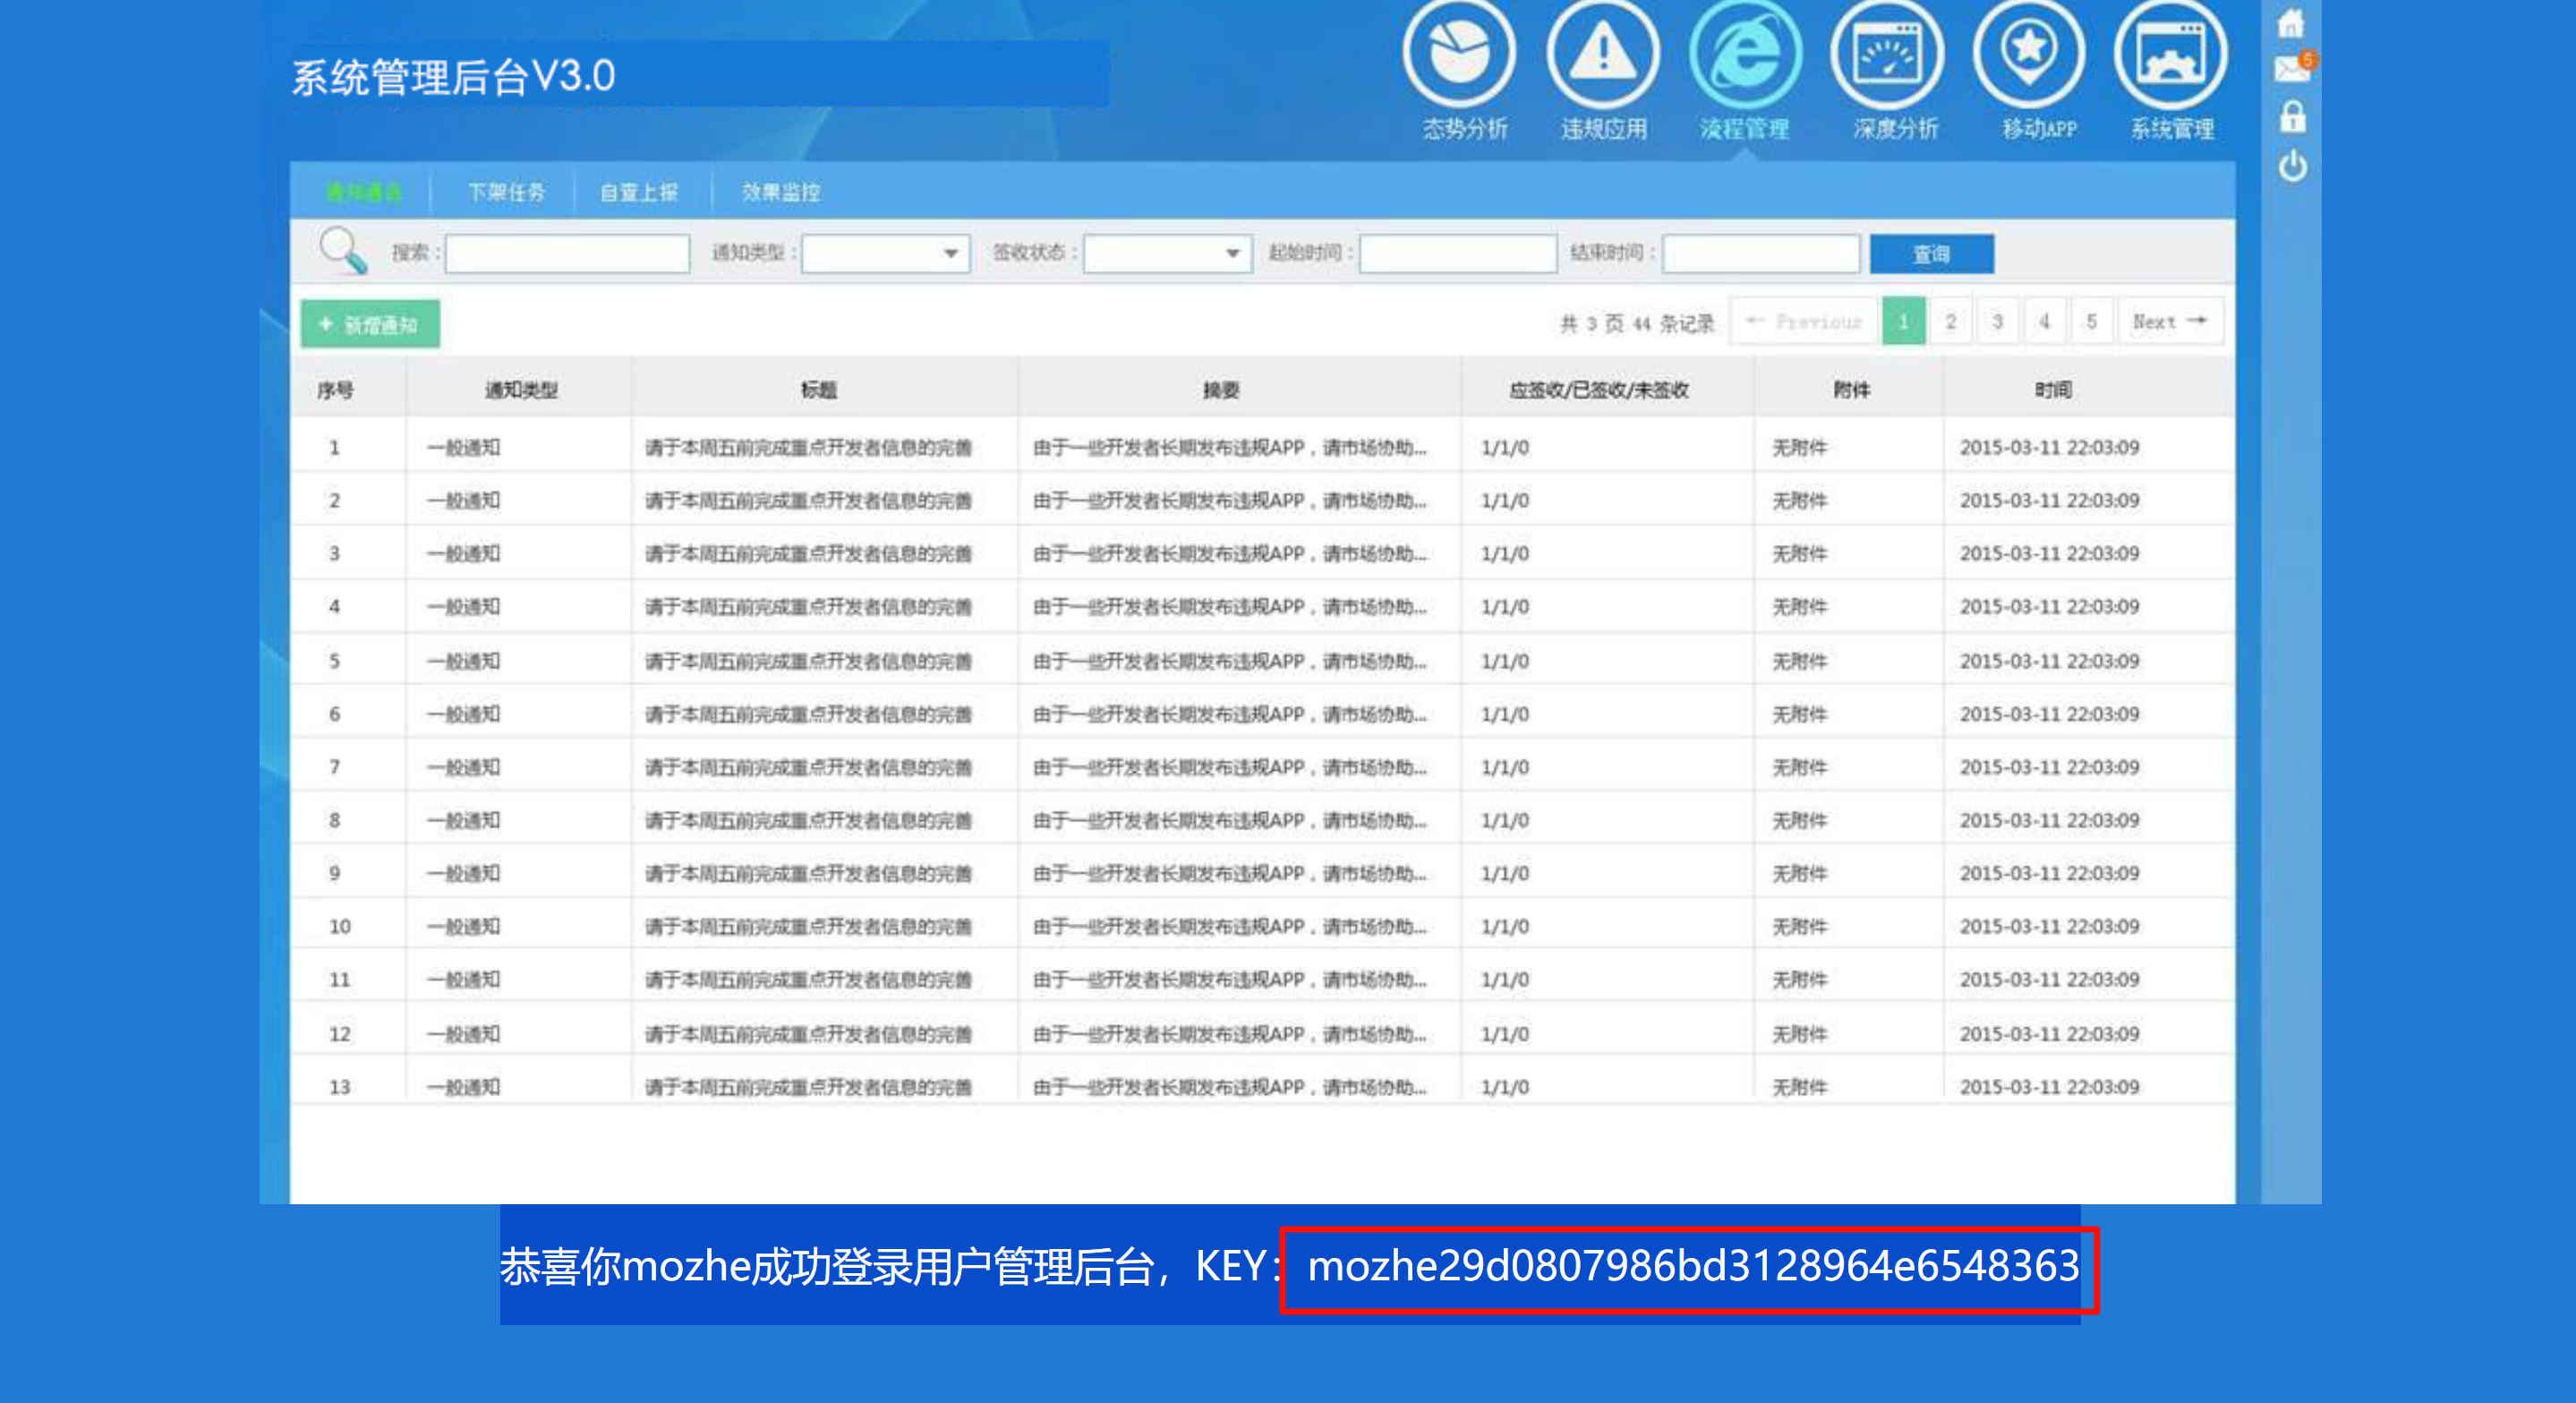 系统管理后台V3.0
态势分析 违规应用 流程管理 深度分析 移动APP 系统管理
5
下架任务 自查上报 效果监控
搜索： 通知类型： 签收状态： 起始时间： 结束时间： 查询
+ 新增通知 共 3 页 44 条记录 ← Previous 1 2 3 4 5 Next →
序号 通知类型 标题 摘要 应签收/已签收/未签收 附件 时间
1 一般通知 请于本周五前完成重点开发者信息的完善 由于一些开发者长期发布违规APP，请市场协助... 1/1/0 无附件 2015-03-11 22:03:09
2 一般通知 请于本周五前完成重点开发者信息的完善 由于一些开发者长期发布违规APP，请市场协助... 1/1/0 无附件 2015-03-11 22:03:09
3 一般通知 请于本周五前完成重点开发者信息的完善 由于一些开发者长期发布违规APP，请市场协助... 1/1/0 无附件 2015-03-11 22:03:09
4 一般通知 请于本周五前完成重点开发者信息的完善 由于一些开发者长期发布违规APP，请市场协助... 1/1/0 无附件 2015-03-11 22:03:09
5 一般通知 请于本周五前完成重点开发者信息的完善 由于一些开发者长期发布违规APP，请市场协助... 1/1/0 无附件 2015-03-11 22:03:09
6 一般通知 请于本周五前完成重点开发者信息的完善 由于一些开发者长期发布违规APP，请市场协助... 1/1/0 无附件 2015-03-11 22:03:09
7 一般通知 请于本周五前完成重点开发者信息的完善 由于一些开发者长期发布违规APP，请市场协助... 1/1/0 无附件 2015-03-11 22:03:09
8 一般通知 请于本周五前完成重点开发者信息的完善 由于一些开发者长期发布违规APP，请市场协助... 1/1/0 无附件 2015-03-11 22:03:09
9 一般通知 请于本周五前完成重点开发者信息的完善 由于一些开发者长期发布违规APP，请市场协助... 1/1/0 无附件 2015-03-11 22:03:09
10 一般通知 请于本周五前完成重点开发者信息的完善 由于一些开发者长期发布违规APP，请市场协助... 1/1/0 无附件 2015-03-11 22:03:09
11 一般通知 请于本周五前完成重点开发者信息的完善 由于一些开发者长期发布违规APP，请市场协助... 1/1/0 无附件 2015-03-11 22:03:09
12 一般通知 请于本周五前完成重点开发者信息的完善 由于一些开发者长期发布违规APP，请市场协助... 1/1/0 无附件 2015-03-11 22:03:09
13 一般通知 请于本周五前完成重点开发者信息的完善 由于一些开发者长期发布违规APP，请市场协助... 1/1/0 无附件 2015-03-11 22:03:09
恭喜你mozhe成功登录用户管理后台，KEY： mozhe29d0807986bd3128964e6548363